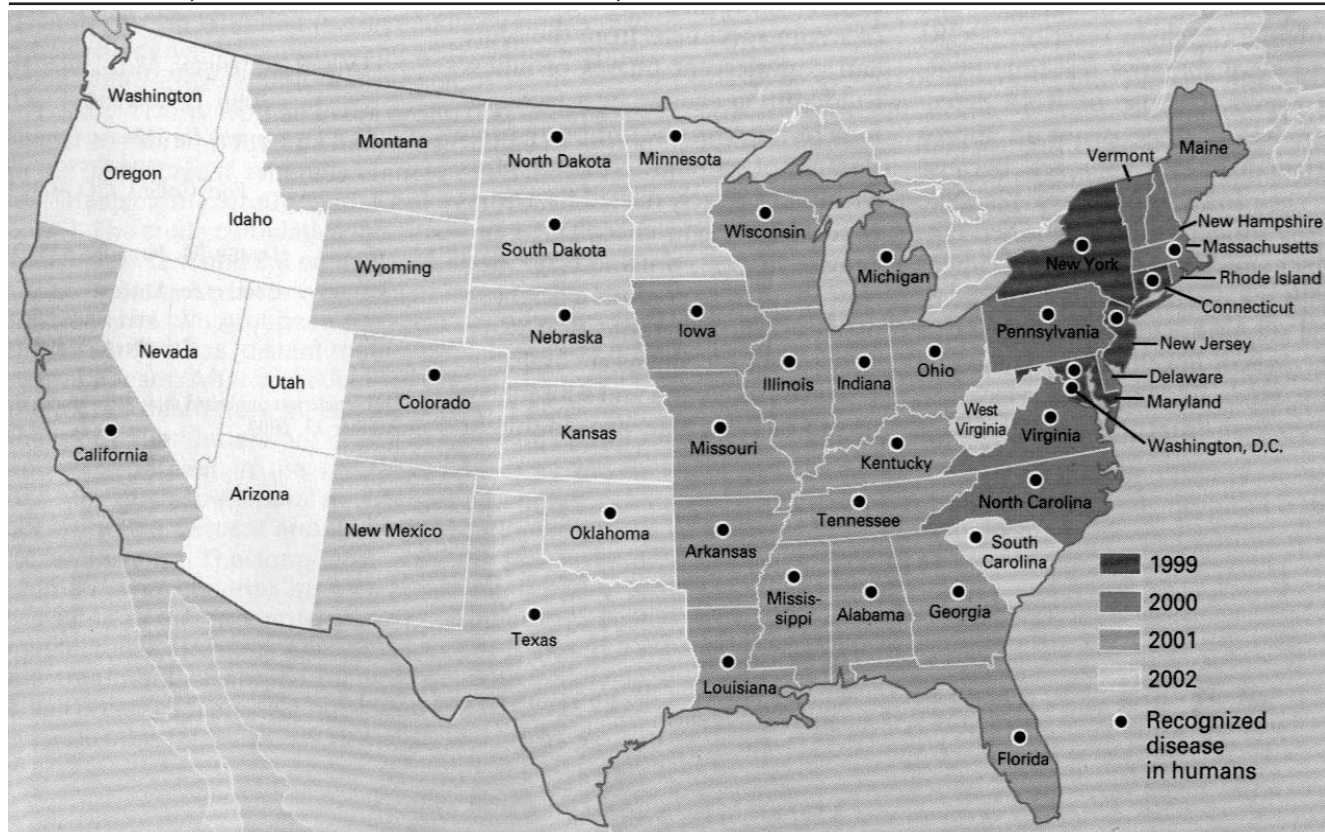 Washington
Oregon
Idaho
Montana
North Dakota
Minnesota
South Dakota
Wyoming
Wisconsin
Michigan
Nevada
Utah
Colorado
Nebraska
Iowa
California
Arizona
New Mexico
Kansas
Oklahoma
Texas
Missouri
Arkansas
Louisiana
Illinois
Indiana
Ohio
Kentucky
Tennessee
Missis-
sippi
Alabama
Georgia
Florida
South
Carolina
North Carolina
Virginia
West
Virginia
Pennsylvania
New York
Vermont
Maine
New Hampshire
Massachusetts
Rhode Island
Connecticut
New Jersey
Delaware
Maryland
Washington, D.C.
1999
2000
2001
2002
Recognized
disease
in humans